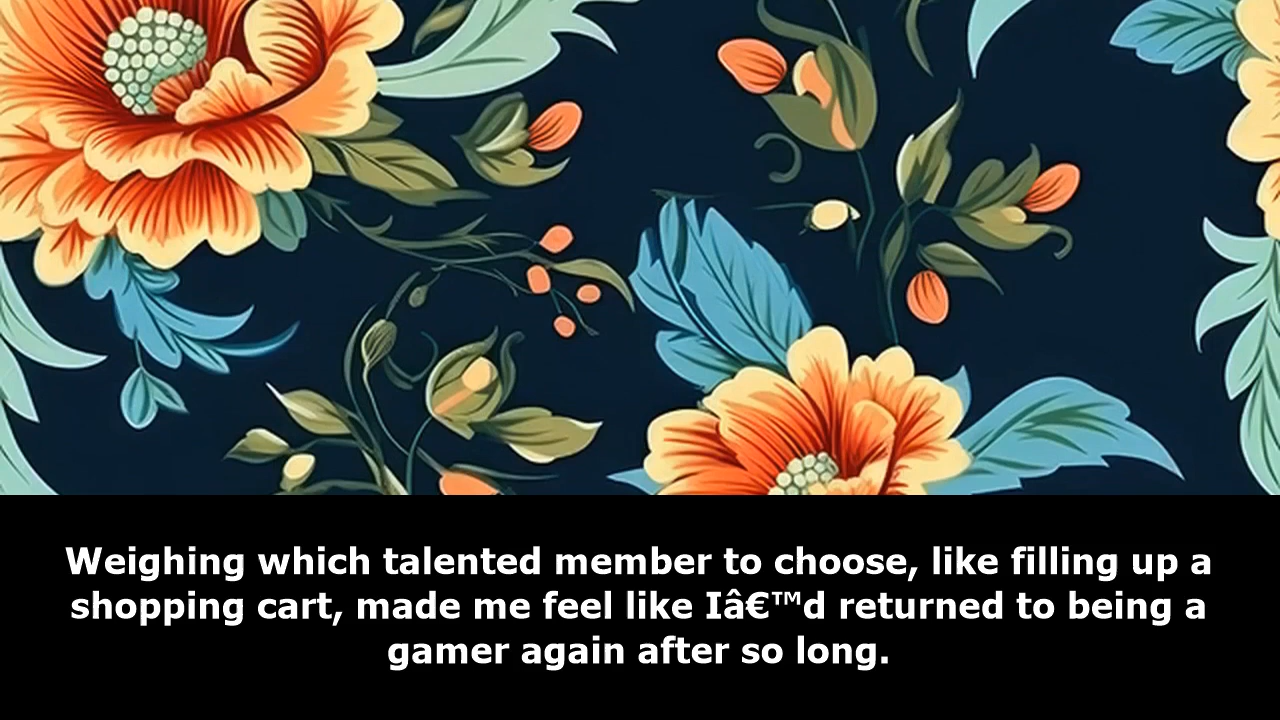 Weighing which talented member to choose, like filling up a
shopping cart, made me feel like Iâ€™d returned to being a
gamer again after so long.